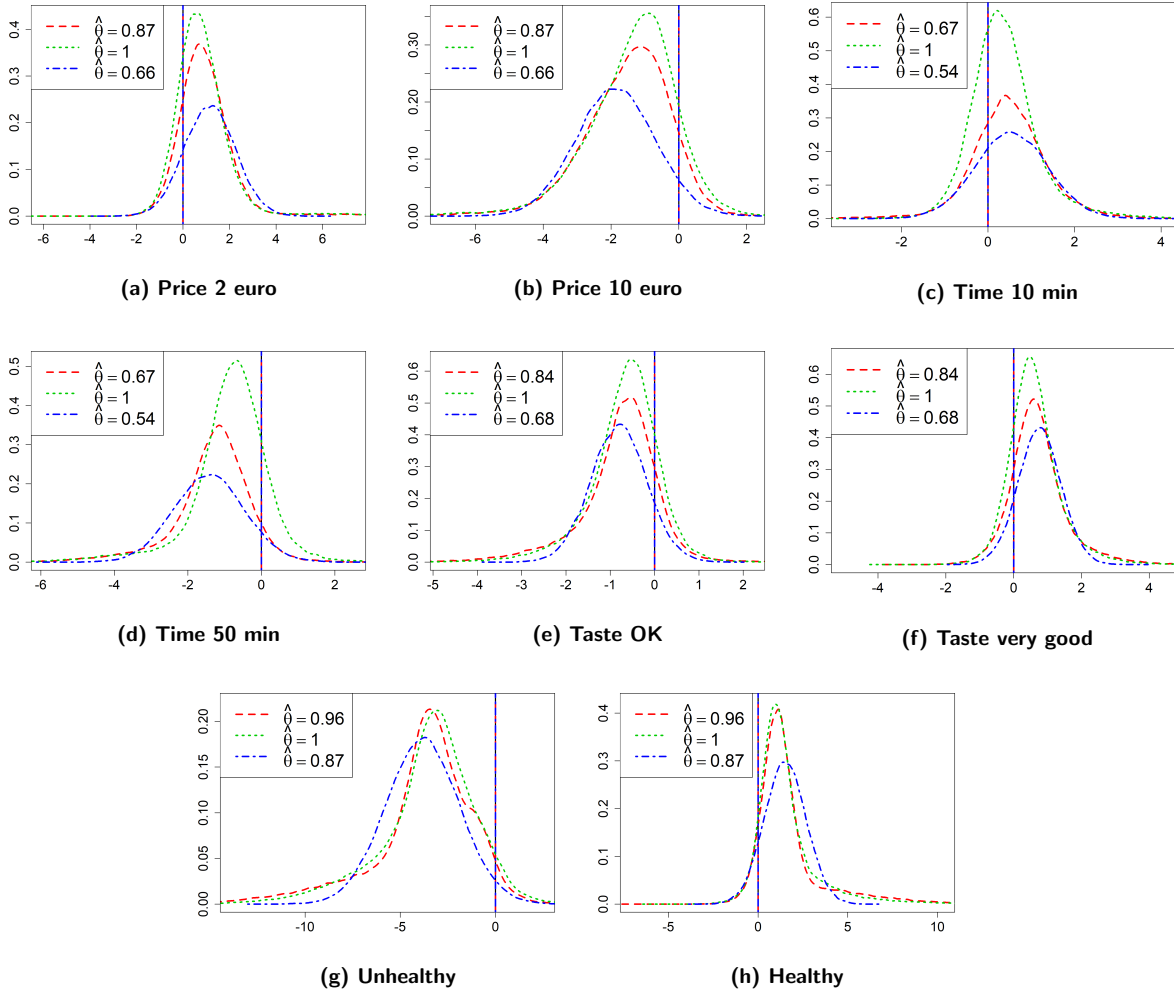 0.4
0.3
0.2
0.1
0.0
θ̂ = 0.87
θ̂ = 1
θ̂ = 0.66
-6 -4 -2 0 2 4 6
(a) Price 2 euro
0.30
0.20
0.10
0.00
θ̂ = 0.87
θ̂ = 1
θ̂ = 0.66
-6 -4 -2 0 2
(b) Price 10 euro
0.6
0.5
0.4
0.3
0.2
0.1
0.0
θ̂ = 0.67
θ̂ = 1
θ̂ = 0.54
-2 0 2 4
(c) Time 10 min
0.5
0.4
0.3
0.2
0.1
0.0
θ̂ = 0.67
θ̂ = 1
θ̂ = 0.54
-6 -4 -2 0 2
(d) Time 50 min
0.6
0.5
0.4
0.3
0.2
0.1
0.0
θ̂ = 0.84
θ̂ = 1
θ̂ = 0.68
-5 -4 -3 -2 -1 0 1 2
(e) Taste OK
0.6
0.5
0.4
0.3
0.2
0.1
0.0
θ̂ = 0.84
θ̂ = 1
θ̂ = 0.68
-4 -2 0 2 4
(f) Taste very good
0.20
0.15
0.10
0.05
0.00
θ̂ = 0.96
θ̂ = 1
θ̂ = 0.87
-10 -5 0
(g) Unhealthy
0.4
0.3
0.2
0.1
0.0
θ̂ = 0.96
θ̂ = 1
θ̂ = 0.87
-5 0 5 10
(h) Healthy